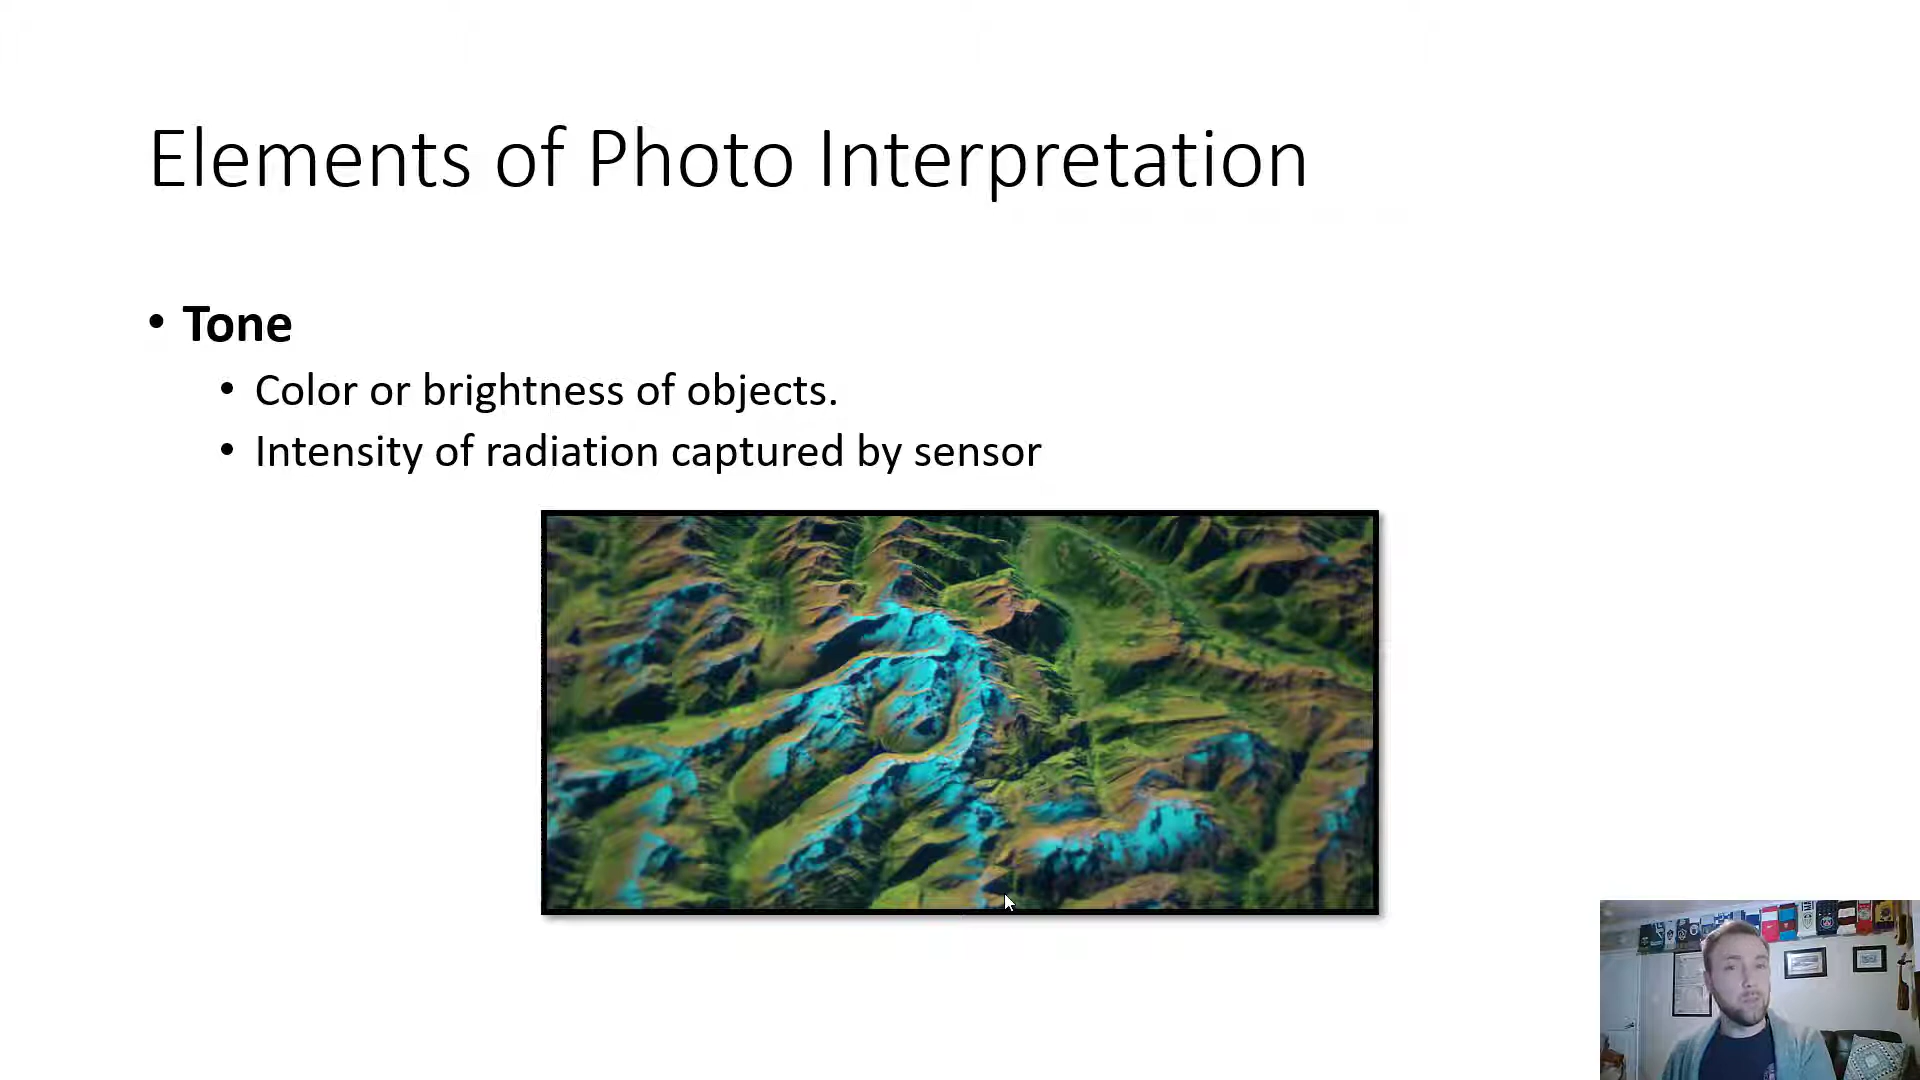 Elements of Photo Interpretation
• Tone
• Color or brightness of objects.
• Intensity of radiation captured by sensor